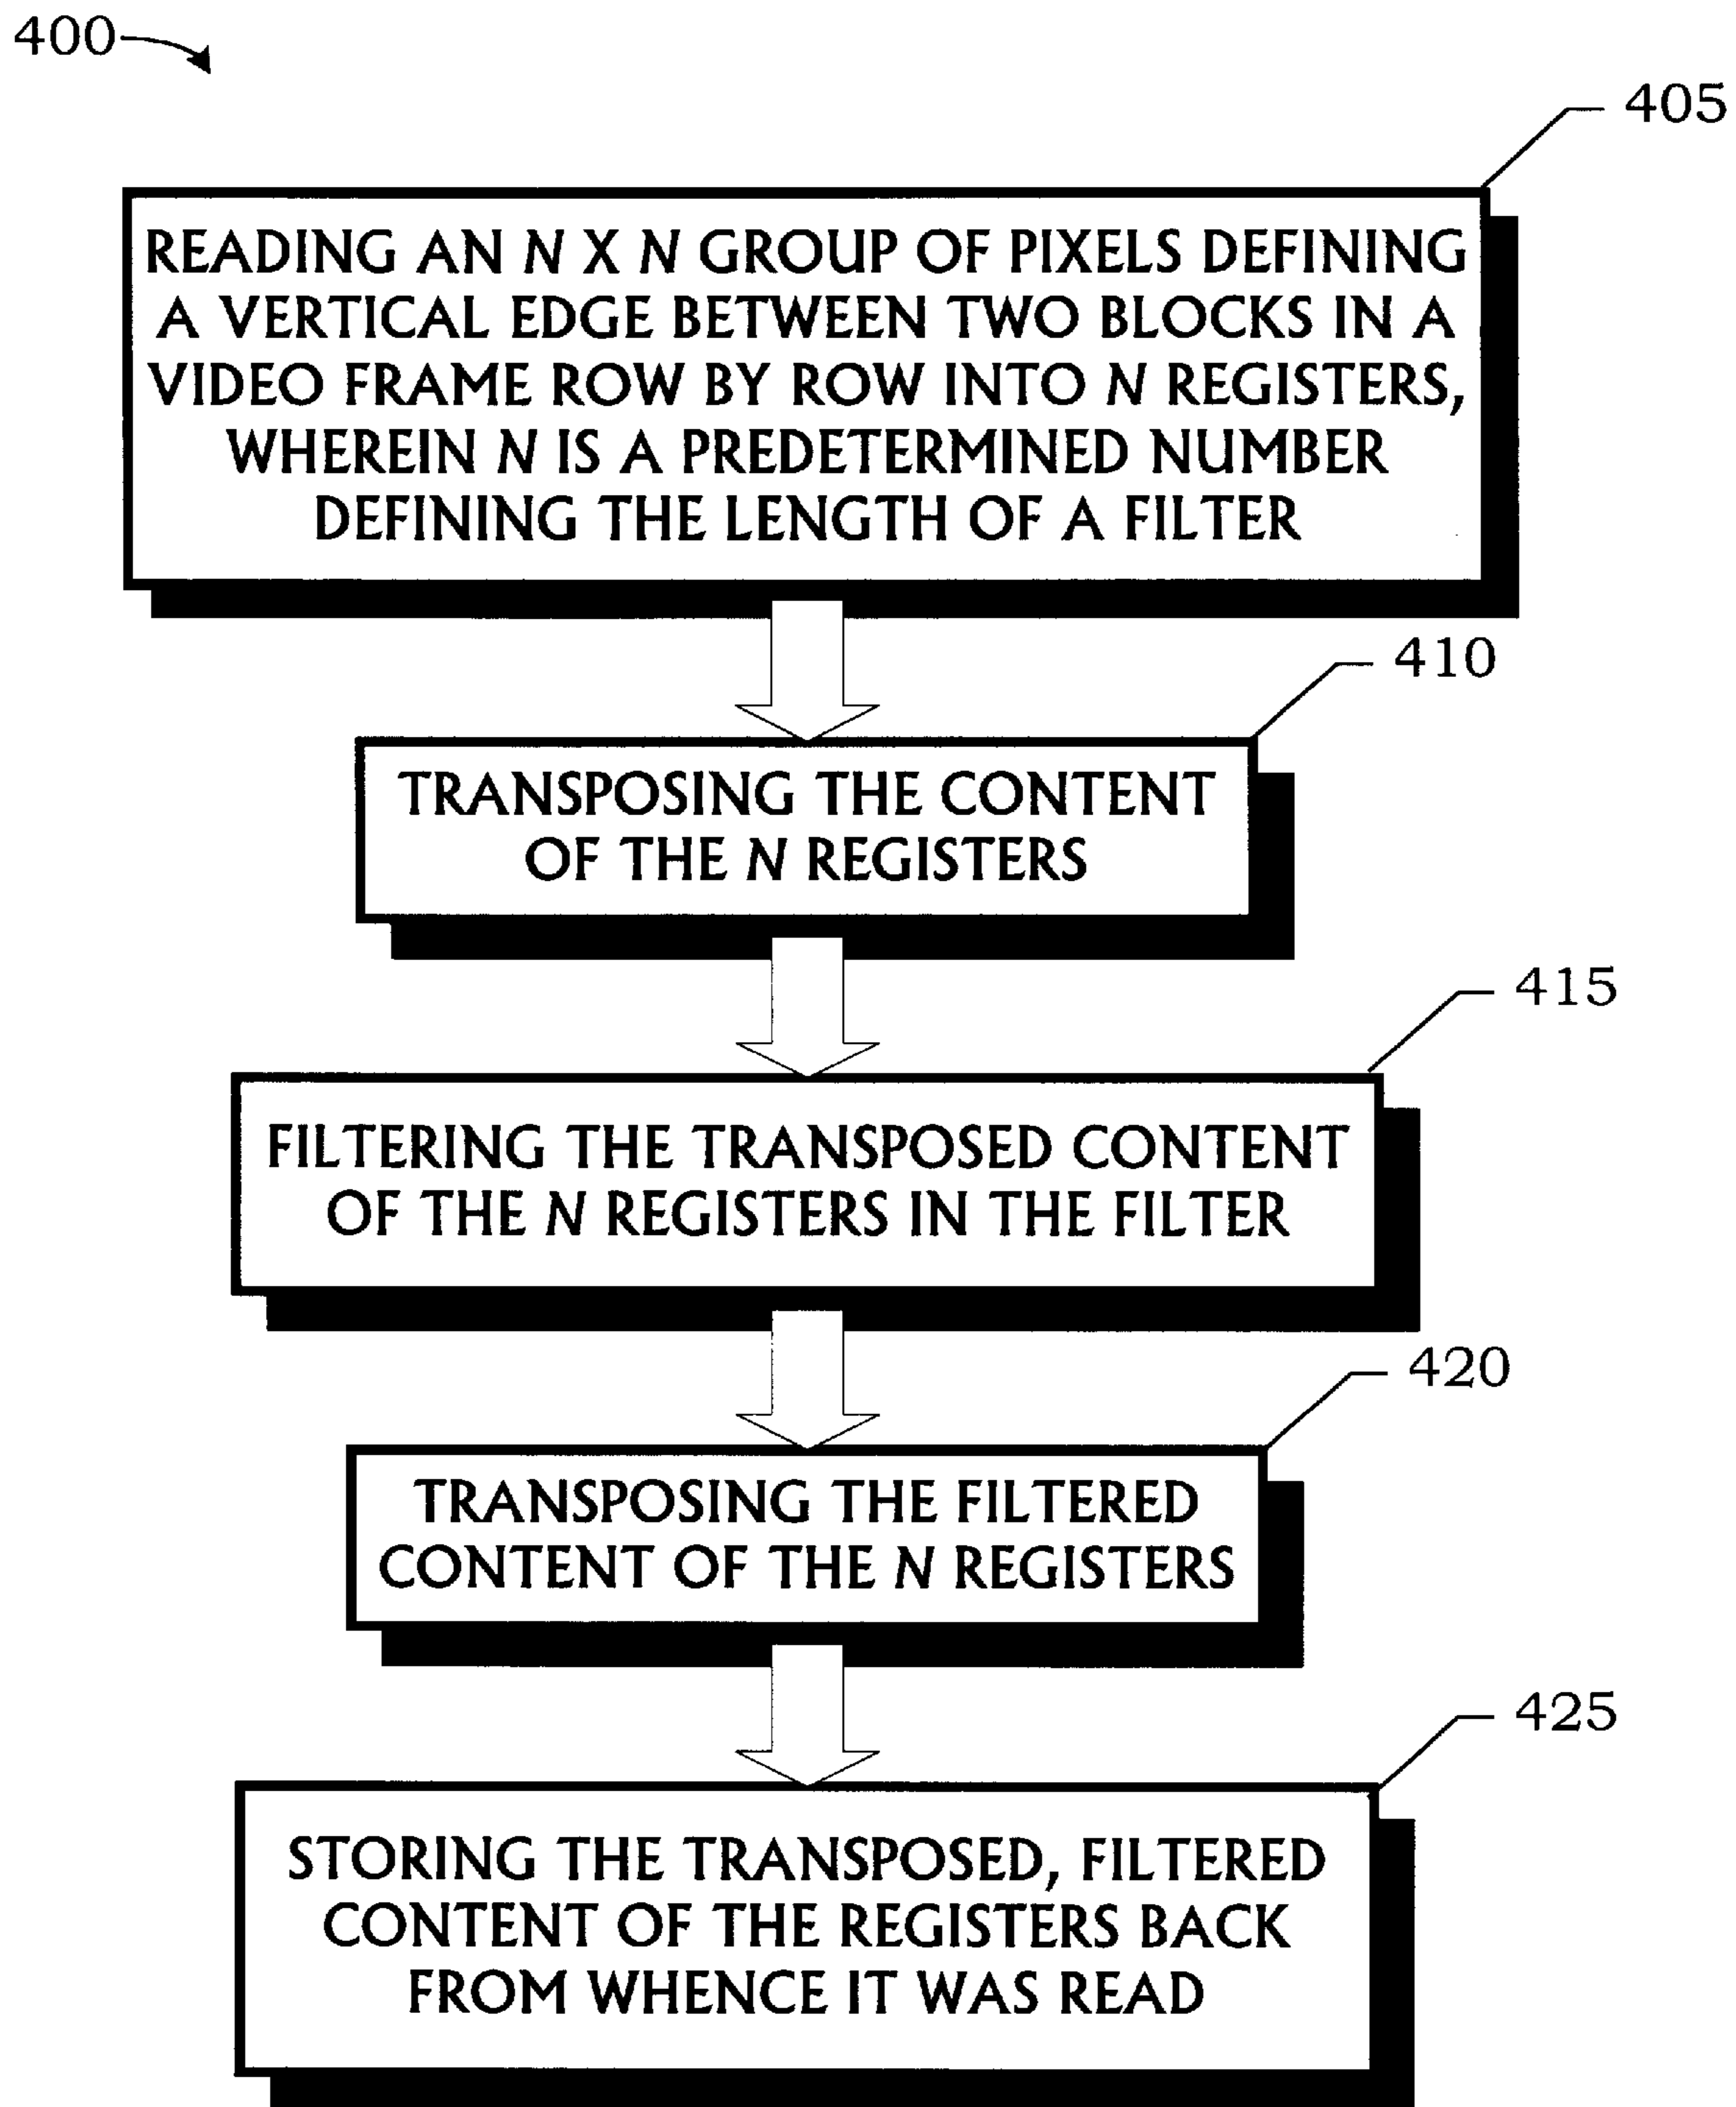 400
405
READING AN N X N GROUP OF PIXELS DEFINING
A VERTICAL EDGE BETWEEN TWO BLOCKS IN A
VIDEO FRAME ROW BY ROW INTO N REGISTERS,
WHEREIN N IS A PREDETERMINED NUMBER
DEFINING THE LENGTH OF A FILTER
410
TRANSPOSING THE CONTENT
OF THE N REGISTERS
415
FILTERING THE TRANSPOSED CONTENT
OF THE N REGISTERS IN THE FILTER
420
TRANSPOSING THE FILTERED
CONTENT OF THE N REGISTERS
425
STORING THE TRANSPOSED, FILTERED
CONTENT OF THE REGISTERS BACK
FROM WHENCE IT WAS READ